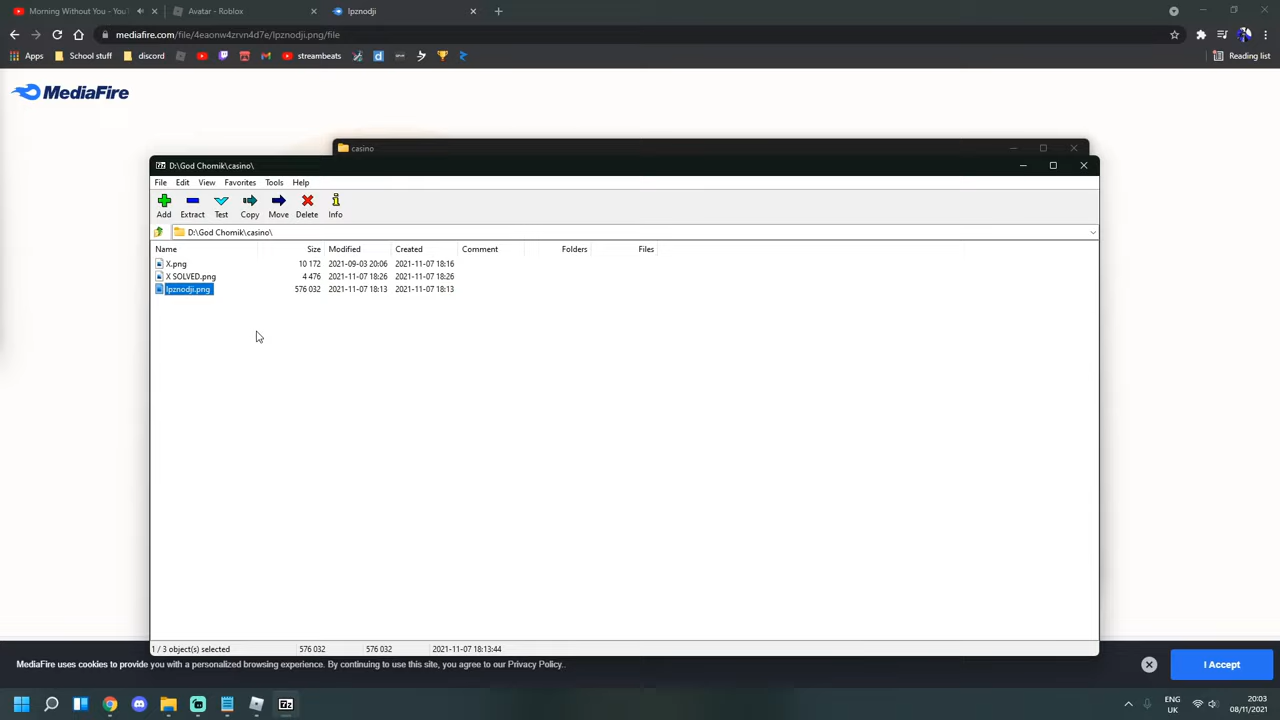 Morning Without You - You
Avatar - Roblox
lpznodji
mediafire.com/file/4eaonw4zrvn4d7e/lpznodji.png/file
Apps School stuff discord streambeats Reading list
MediaFire
casino
D:\God Chomik\casino\
File Edit View Favorites Tools Help
Add Extract Test Copy Move Delete Info
D:\God Chomik\casino\
Name Size Modified Created Comment Folders Files
X.png 10 172 2021-09-03 20:06 2021-11-07 18:16
X SOLVED.png 4 476 2021-11-07 18:26 2021-11-07 18:26
lpznodji.png 576 032 2021-11-07 18:13 2021-11-07 18:13
1 / 3 object(s) selected 576 032 576 032 2021-11-07 18:13:44
MediaFire uses cookies to provide you with a personalized browsing experience. By continuing to use this site, you agree to our Privacy Policy..
I Accept
ENG
UK
20:03
08/11/2021